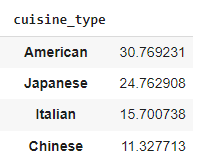 cuisine_type
American 30.769231
Japanese 24.762908
Italian 15.700738
Chinese 11.327713